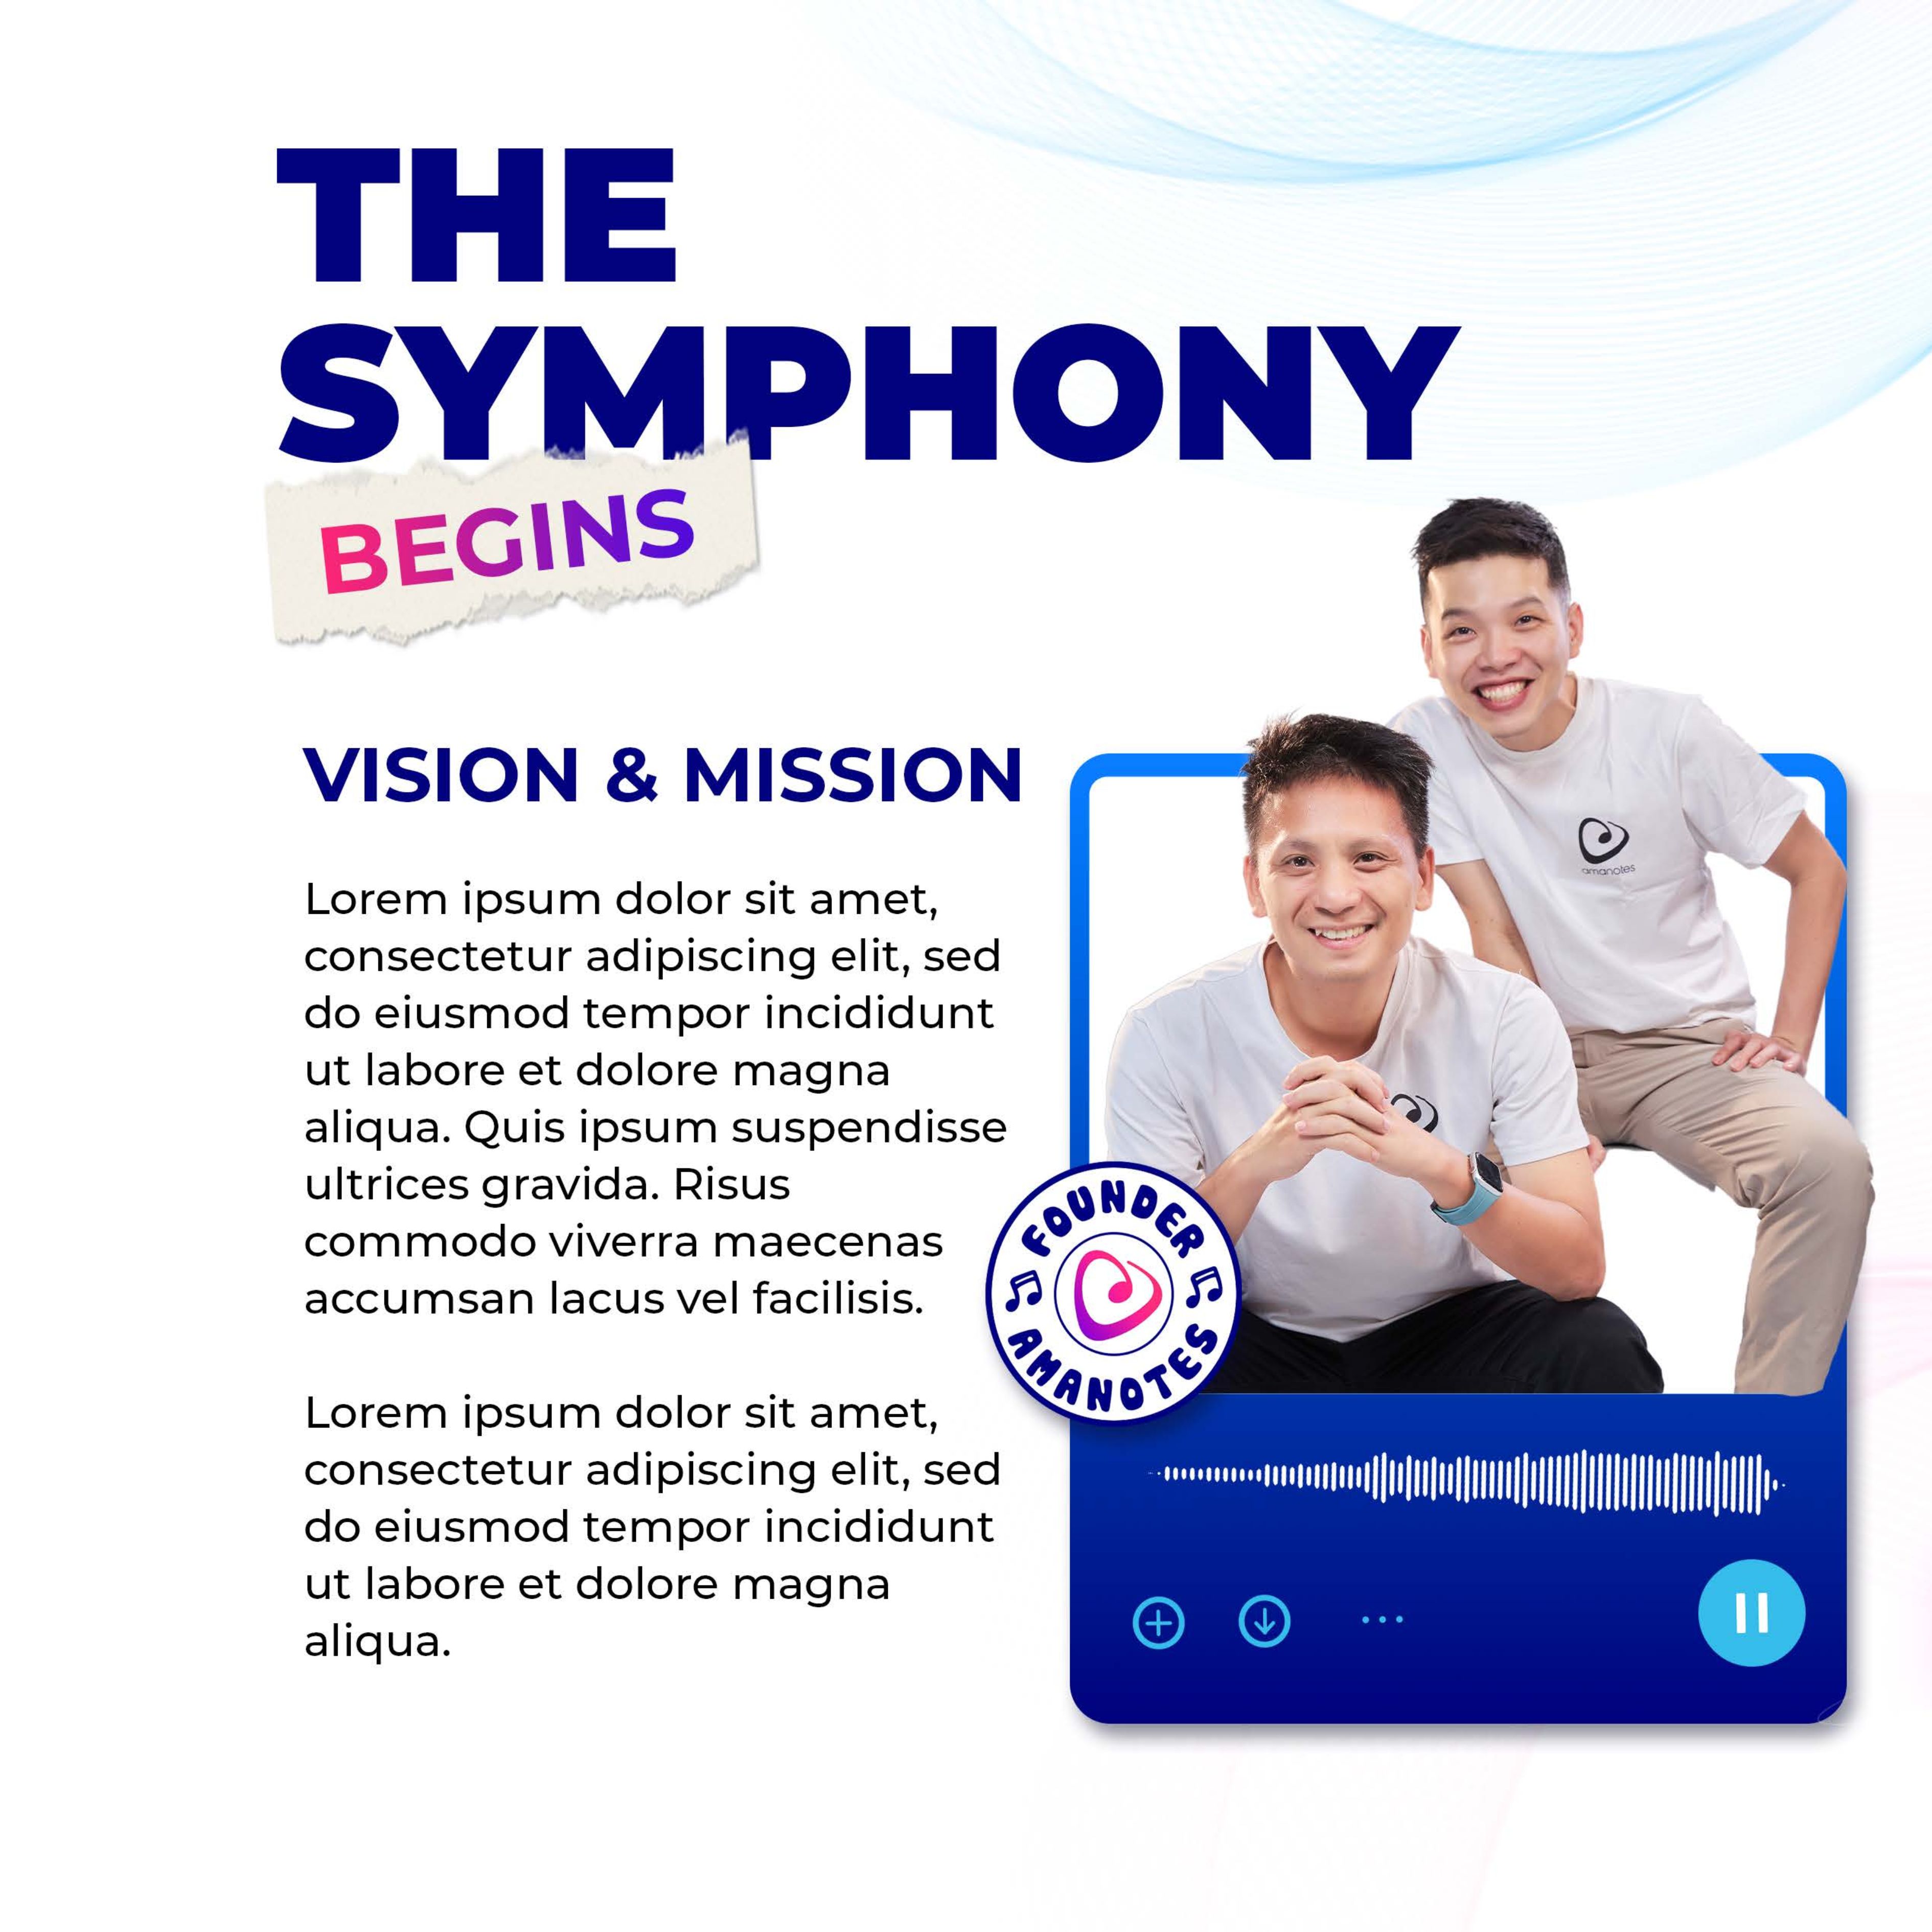 THE
SYMPHONY
BEGINS
VISION & MISSION
Lorem ipsum dolor sit amet,
consectetur adipiscing elit, sed
do eiusmod tempor incididunt
ut labore et dolore magna
aliqua. Quis ipsum suspendisse
ultrices gravida. Risus
commodo viverra maecenas
accumsan lacus vel facilisis.
Lorem ipsum dolor sit amet,
consectetur adipiscing elit, sed
do eiusmod tempor incididunt
ut labore et dolore magna
aliqua.
amanotes
FOUNDER
AMANOTES